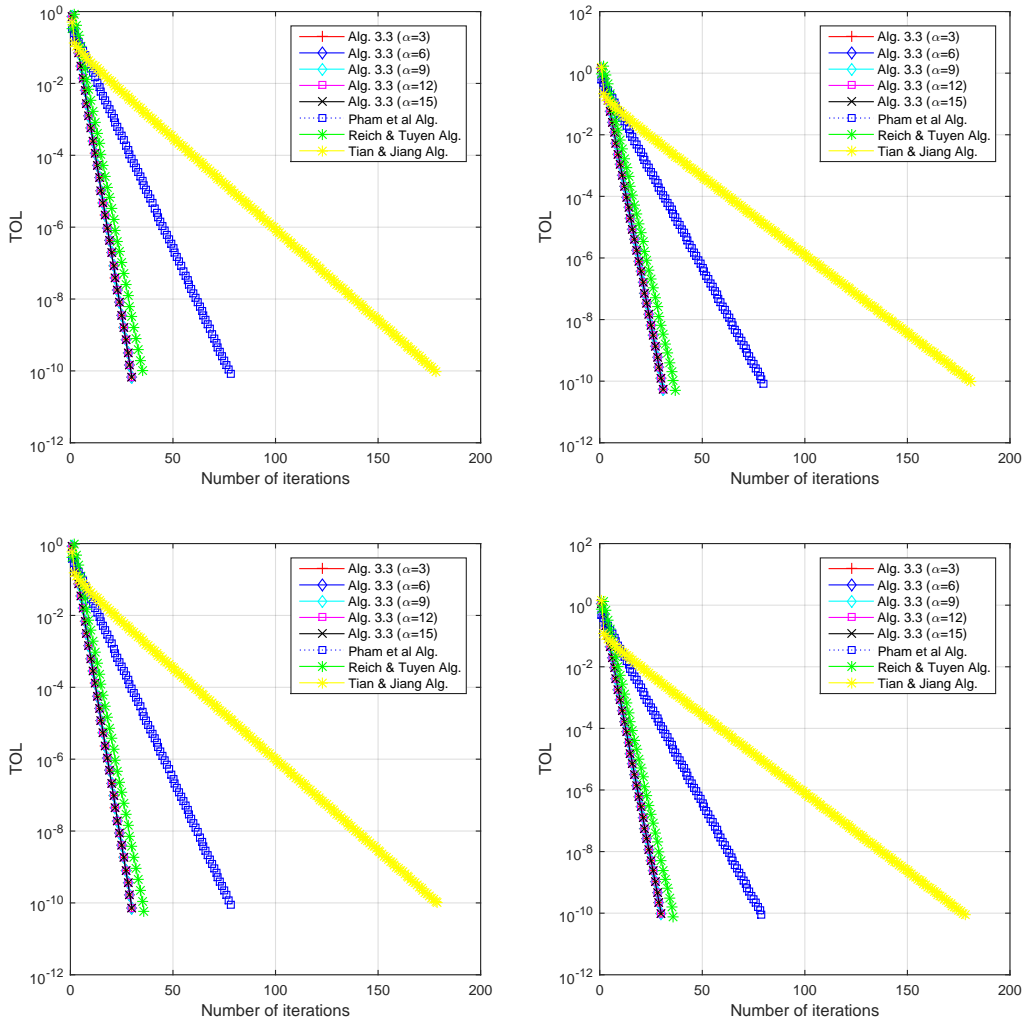 10^0
10^-2
10^-4
10^-6
10^-8
10^-10
10^-12
TOL
0 50 100 150 200
Number of iterations
Alg. 3.3 (α=3)
Alg. 3.3 (α=6)
Alg. 3.3 (α=9)
Alg. 3.3 (α=12)
Alg. 3.3 (α=15)
Pham et al Alg.
Reich & Tuyen Alg.
Tian & Jiang Alg.
10^2
10^0
10^-2
10^-4
10^-6
10^-8
10^-10
10^-12
TOL
0 50 100 150 200
Number of iterations
Alg. 3.3 (α=3)
Alg. 3.3 (α=6)
Alg. 3.3 (α=9)
Alg. 3.3 (α=12)
Alg. 3.3 (α=15)
Pham et al Alg.
Reich & Tuyen Alg.
Tian & Jiang Alg.
10^0
10^-2
10^-4
10^-6
10^-8
10^-10
10^-12
TOL
0 50 100 150 200
Number of iterations
Alg. 3.3 (α=3)
Alg. 3.3 (α=6)
Alg. 3.3 (α=9)
Alg. 3.3 (α=12)
Alg. 3.3 (α=15)
Pham et al Alg.
Reich & Tuyen Alg.
Tian & Jiang Alg.
10^2
10^0
10^-2
10^-4
10^-6
10^-8
10^-10
10^-12
TOL
0 50 100 150 200
Number of iterations
Alg. 3.3 (α=3)
Alg. 3.3 (α=6)
Alg. 3.3 (α=9)
Alg. 3.3 (α=12)
Alg. 3.3 (α=15)
Pham et al Alg.
Reich & Tuyen Alg.
Tian & Jiang Alg.